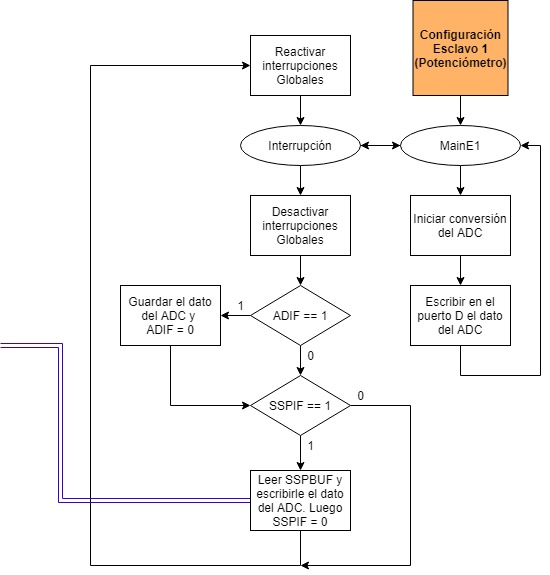 Configuración
Esclavo 1
(Potenciómetro)
Reactivar
interrupciones
Globales
Interrupción
MainE1
Desactivar
interrupciones
Globales
Iniciar conversión
del ADC
Guardar el dato
del ADC y
ADIF = 0
1
ADIF == 1
0
Escribir en el
puerto D el dato
del ADC
SSPIF == 1
0
1
Leer SSPBUF y
escribirle el dato
del ADC. Luego
SSPIF = 0